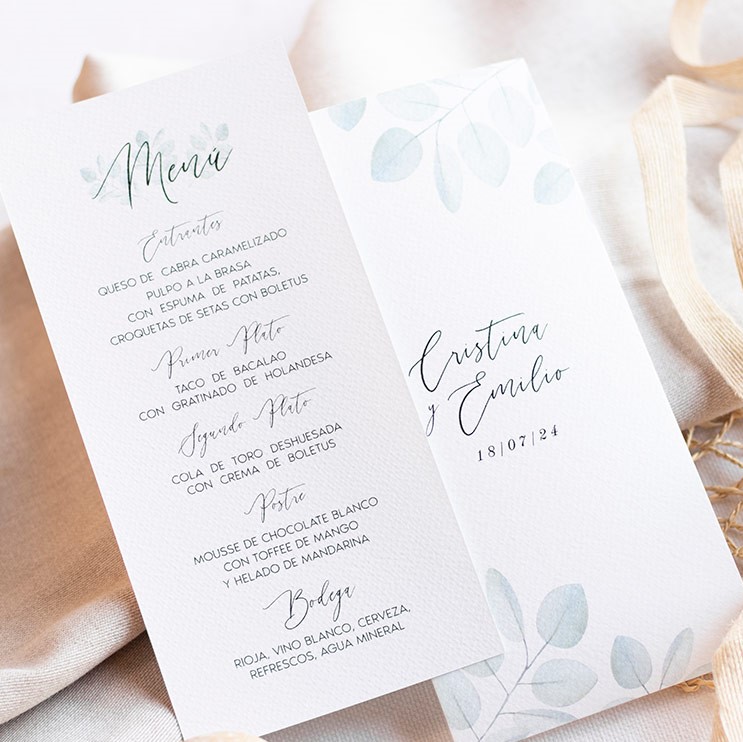 Menú
Entrantes
QUESO DE CABRA CARAMELIZADO
PULPO A LA BRASA
CON ESPUMA DE PATATAS,
CROQUETAS DE SETAS CON BOLETUS
Primer Plato
TACO DE BACALAO
CON GRATINADO DE HOLANDESA
Segundo Plato
COLA DE TORO DESHUESADA
CON CREMA DE BOLETUS
Postre
MOUSSE DE CHOCOLATE BLANCO
CON TOFFEE DE MANGO
Y HELADO DE MANDARINA
Bodega
RIOJA, VINO BLANCO, CERVEZA,
REFRESCOS, AGUA MINERAL
Cristina
y Emilio
18/07/24